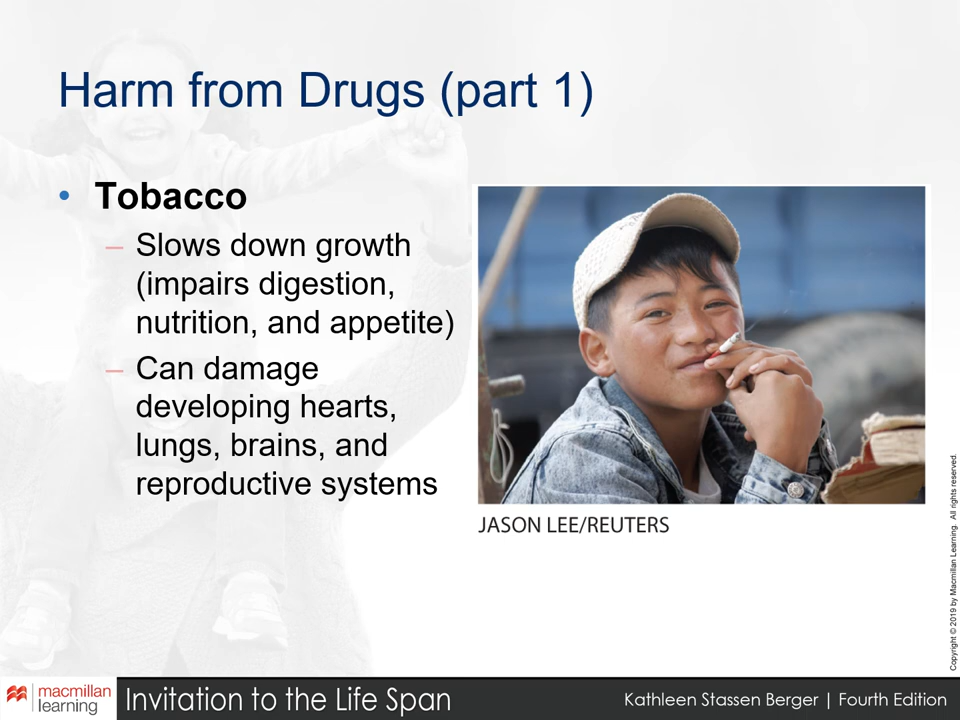 Harm from Drugs (part 1)
• Tobacco
– Slows down growth
(impairs digestion,
nutrition, and appetite)
– Can damage
developing hearts,
lungs, brains, and
reproductive systems
JASON LEE/REUTERS
Copyright © 2019 by Macmillan Learning. All rights reserved.
macmillan
learning
Invitation to the Life Span
Kathleen Stassen Berger | Fourth Edition